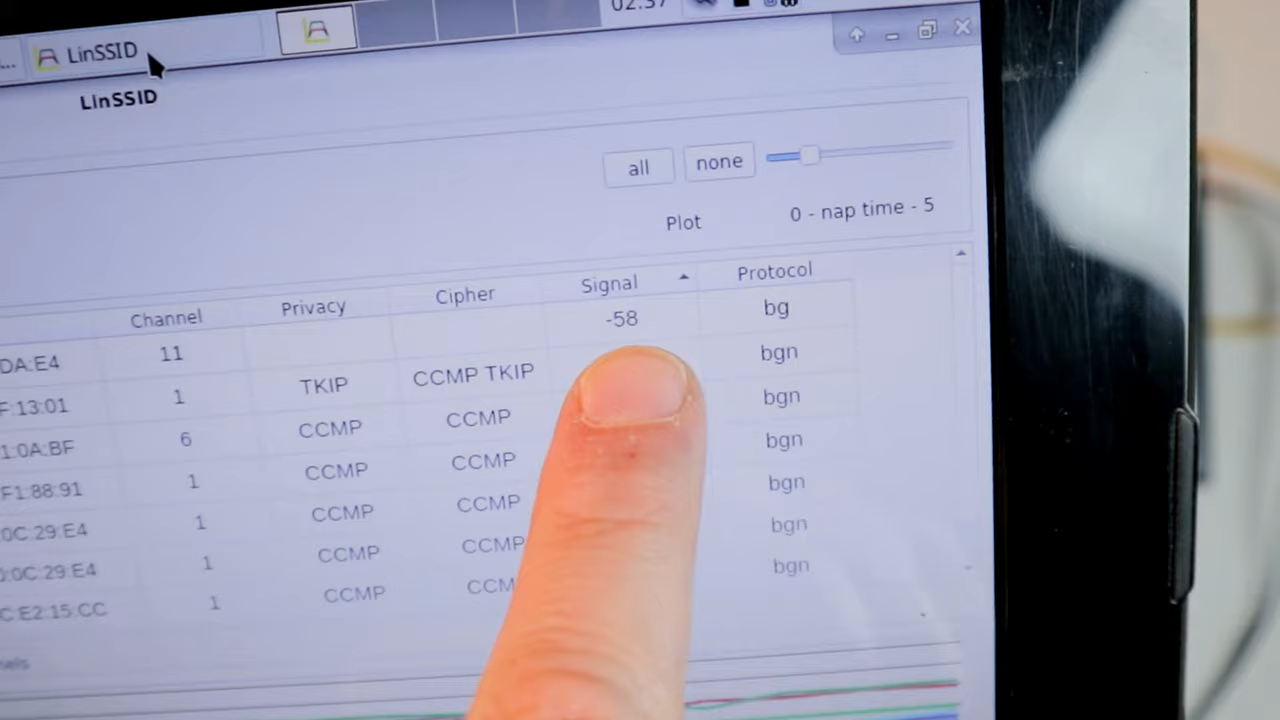 ... LinSSID 02:37
LinSSID
all none
Plot 0 - nap time - 5
Channel Privacy Cipher Signal Protocol
DA:E4 11 -58 bg
F:13:01 1 TKIP CCMP TKIP bgn
1:0A:BF 6 CCMP CCMP bgn
F1:88:91 1 CCMP CCMP bgn
0C:29:E4 1 CCMP CCMP bgn
0:0C:29:E4 1 CCMP CCMP bgn
C:E2:15:CC 1 CCMP CCM bgn
nels